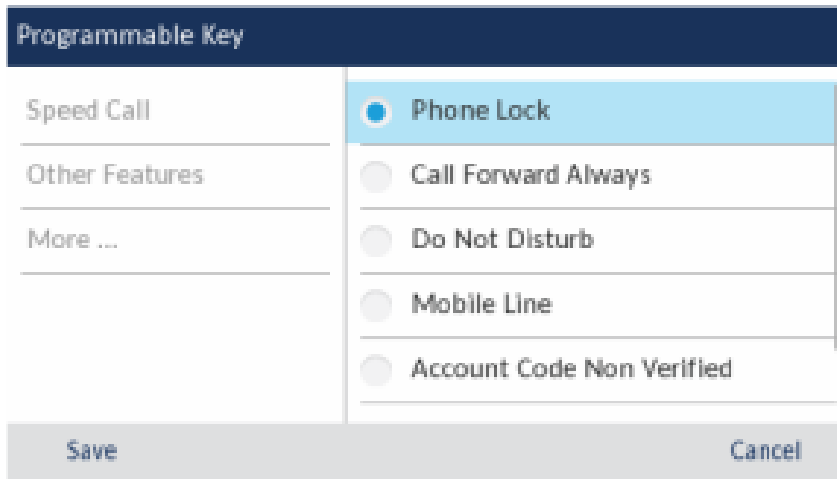 Programmable Key
Speed Call
Other Features
More ...
Phone Lock
Call Forward Always
Do Not Disturb
Mobile Line
Account Code Non Verified
Save
Cancel